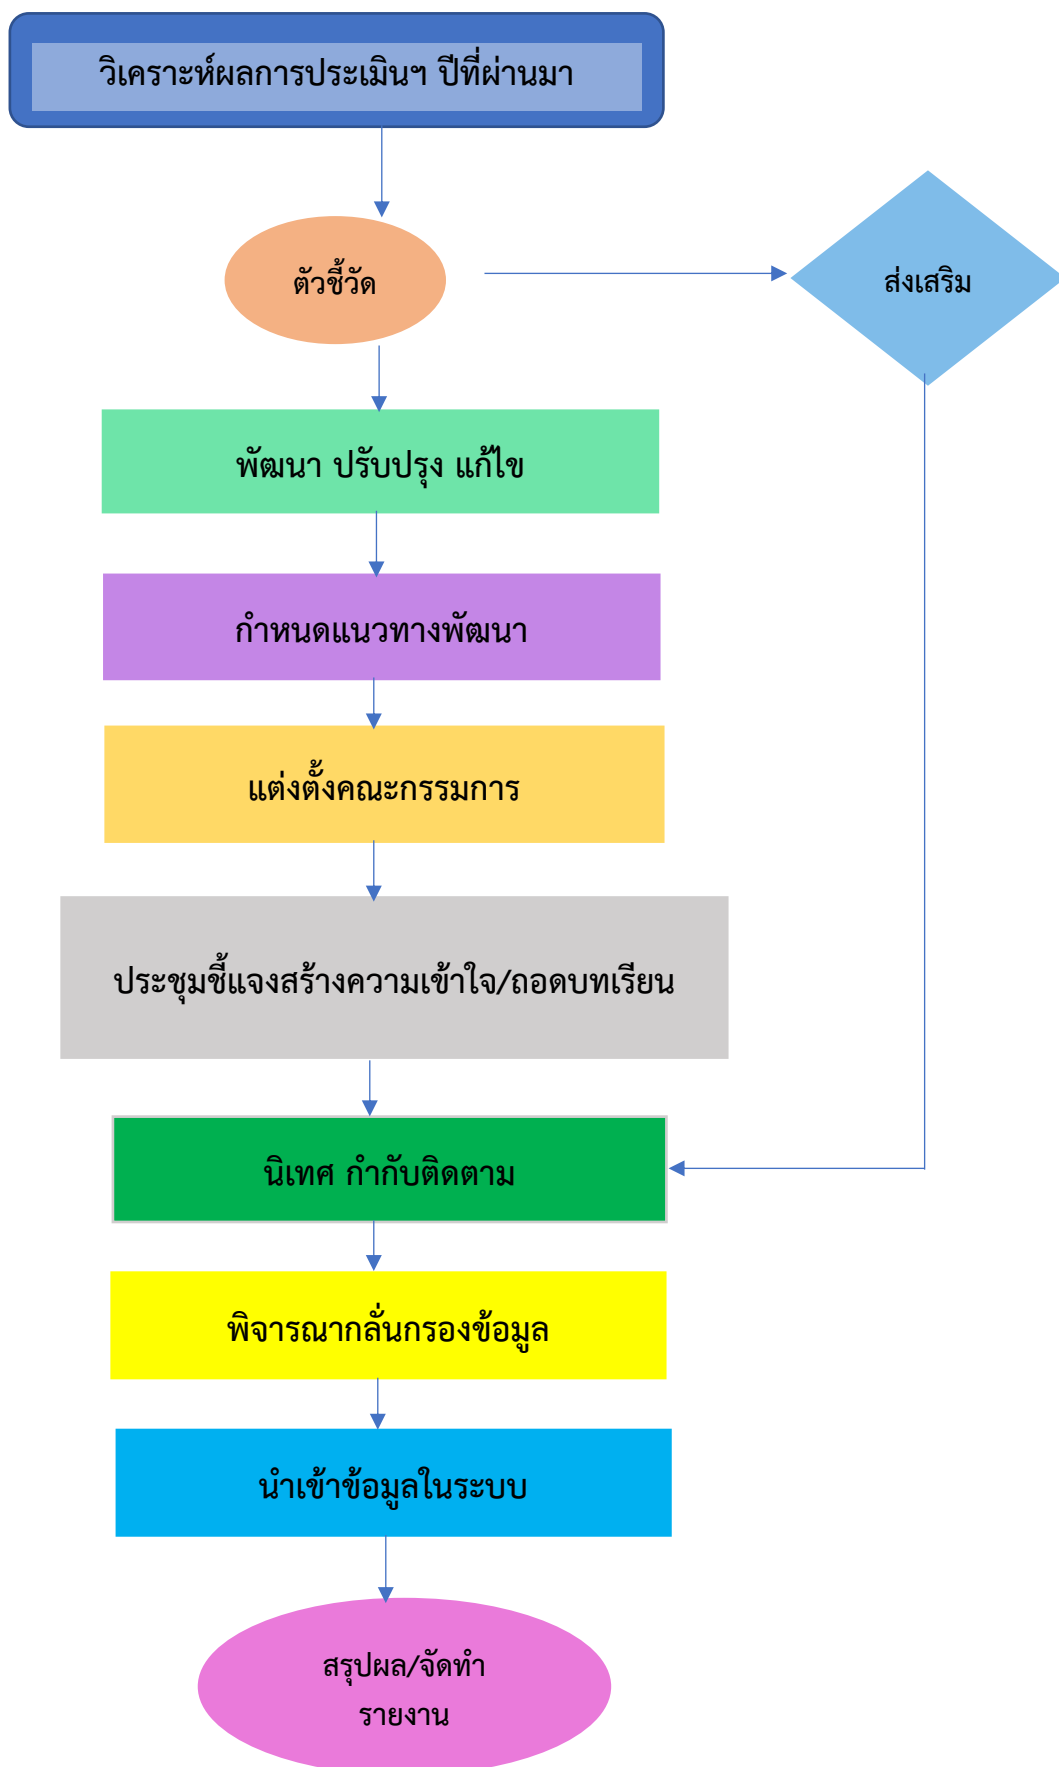 วิเคราะห์ผลการประเมินฯ ปีที่ผ่านมา
ตัวชี้วัด
ส่งเสริม
พัฒนา ปรับปรุง แก้ไข
กำหนดแนวทางพัฒนา
แต่งตั้งคณะกรรมการ
ประชุมชี้แจงสร้างความเข้าใจ/ถอดบทเรียน
นิเทศ กำกับติดตาม
พิจารณากลั่นกรองข้อมูล
นำเข้าข้อมูลในระบบ
สรุปผล/จัดทำ
รายงาน